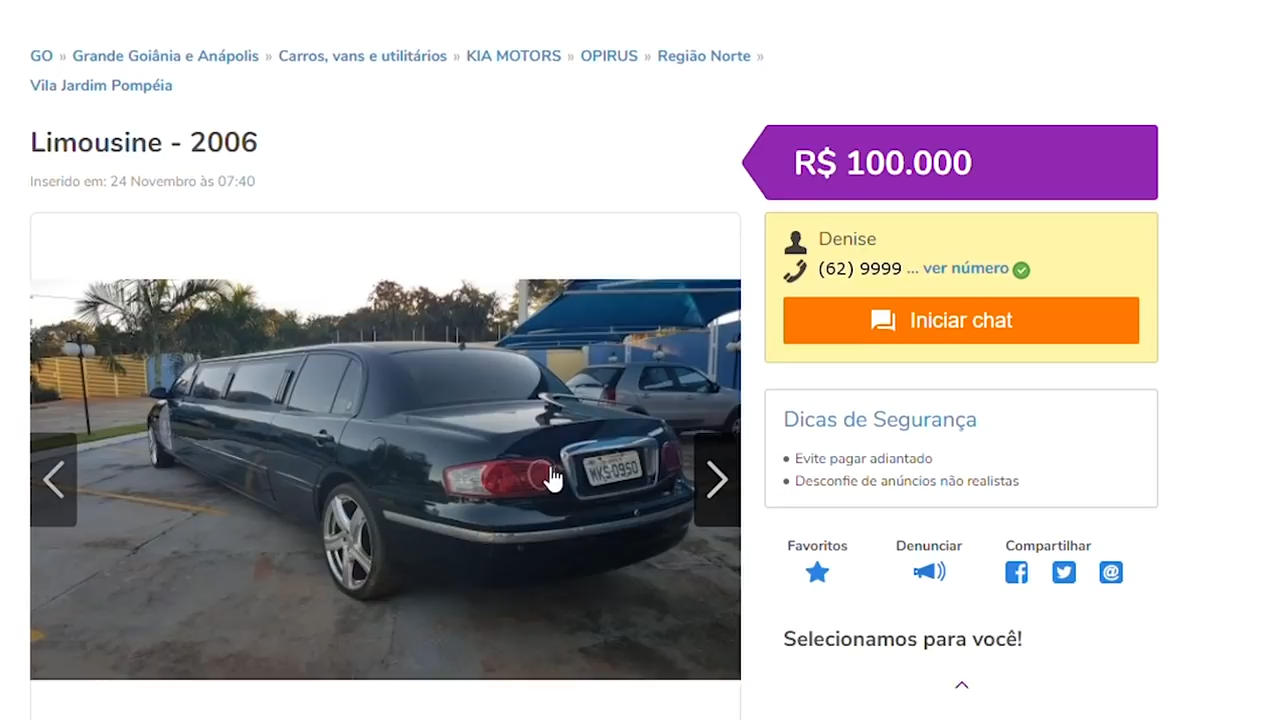 GO » Grande Goiânia e Anápolis » Carros, vans e utilitários » KIA MOTORS » OPIRUS » Região Norte »
Vila Jardim Pompéia
Limousine - 2006
Inserido em: 24 Novembro às 07:40
R$ 100.000
Denise
(62) 9999 ... ver número
Iniciar chat
MKS-0950
Dicas de Segurança
• Evite pagar adiantado
• Desconfie de anúncios não realistas
Favoritos
Denunciar
Compartilhar
Selecionamos para você!